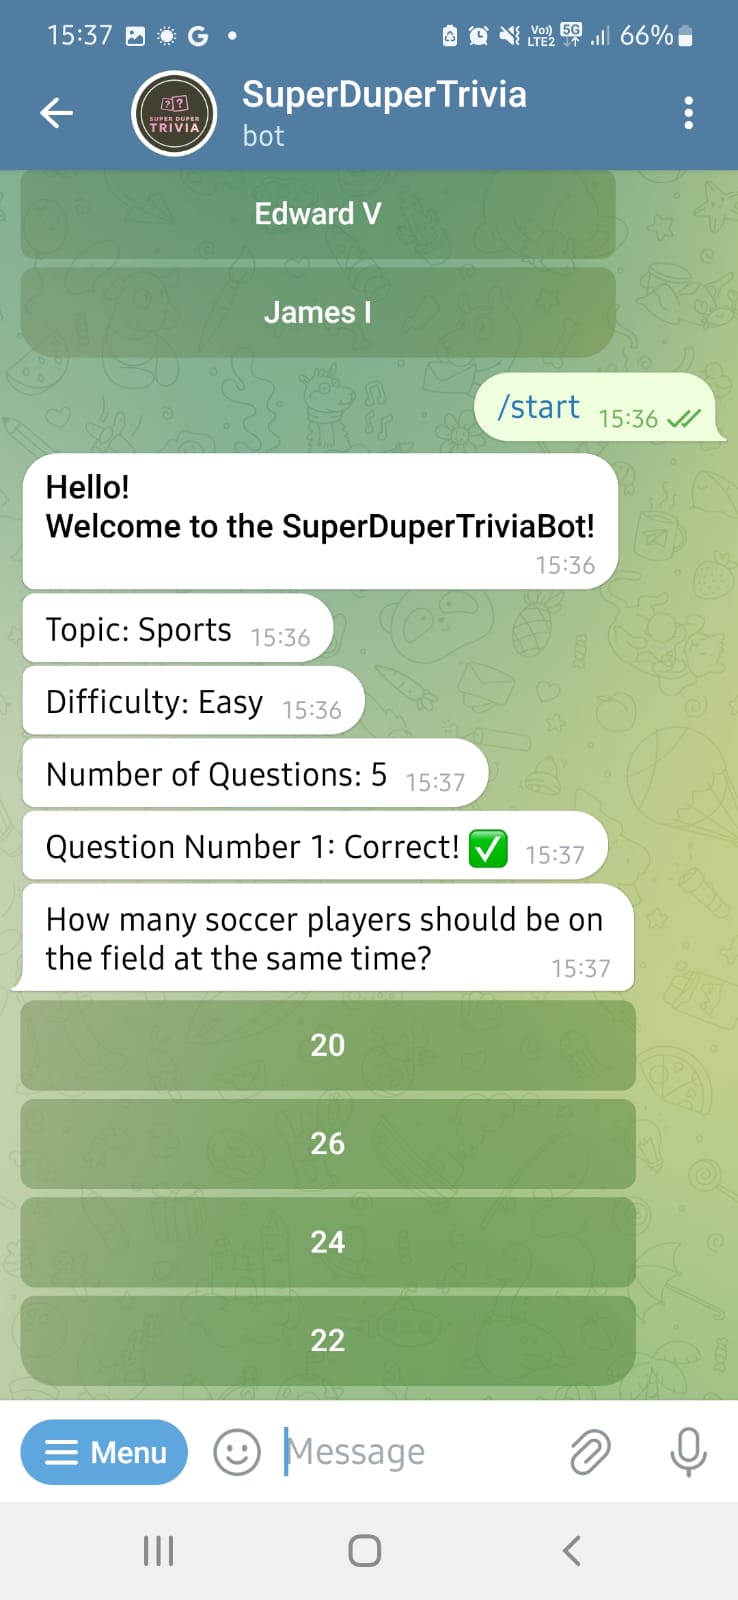 15:37 G 66%
Vo)) 5G
LTE2
SuperDuperTrivia
bot
??
SUPER DUPER
TRIVIA
Edward V
James I
/start 15:36
Hello!
Welcome to the SuperDuperTriviaBot!
15:36
Topic: Sports 15:36
Difficulty: Easy 15:36
Number of Questions: 5 15:37
Question Number 1: Correct! ✅ 15:37
How many soccer players should be on
the field at the same time? 15:37
20
26
24
22
Menu Message